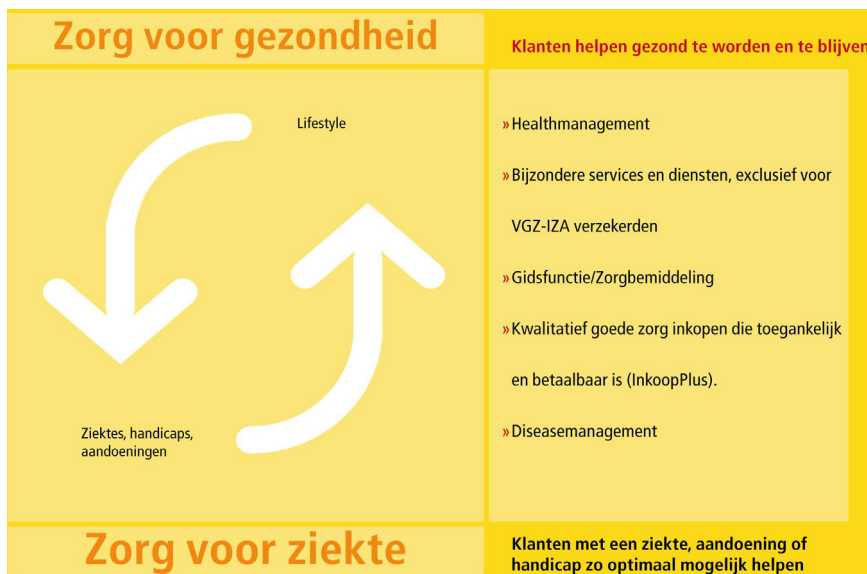 Zorg voor gezondheid
Klanten helpen gezond te worden en te blijven
Lifestyle
Ziektes, handicaps,
aandoeningen
» Healthmanagement
» Bijzondere services en diensten, exclusief voor
VGZ-IZA verzekerden
» Gidsfunctie/Zorgbemiddeling
» Kwalitatief goede zorg inkopen die toegankelijk
en betaalbaar is (InkoopPlus).
» Diseasemanagement
Zorg voor ziekte
Klanten met een ziekte, aandoening of
handicap zo optimaal mogelijk helpen